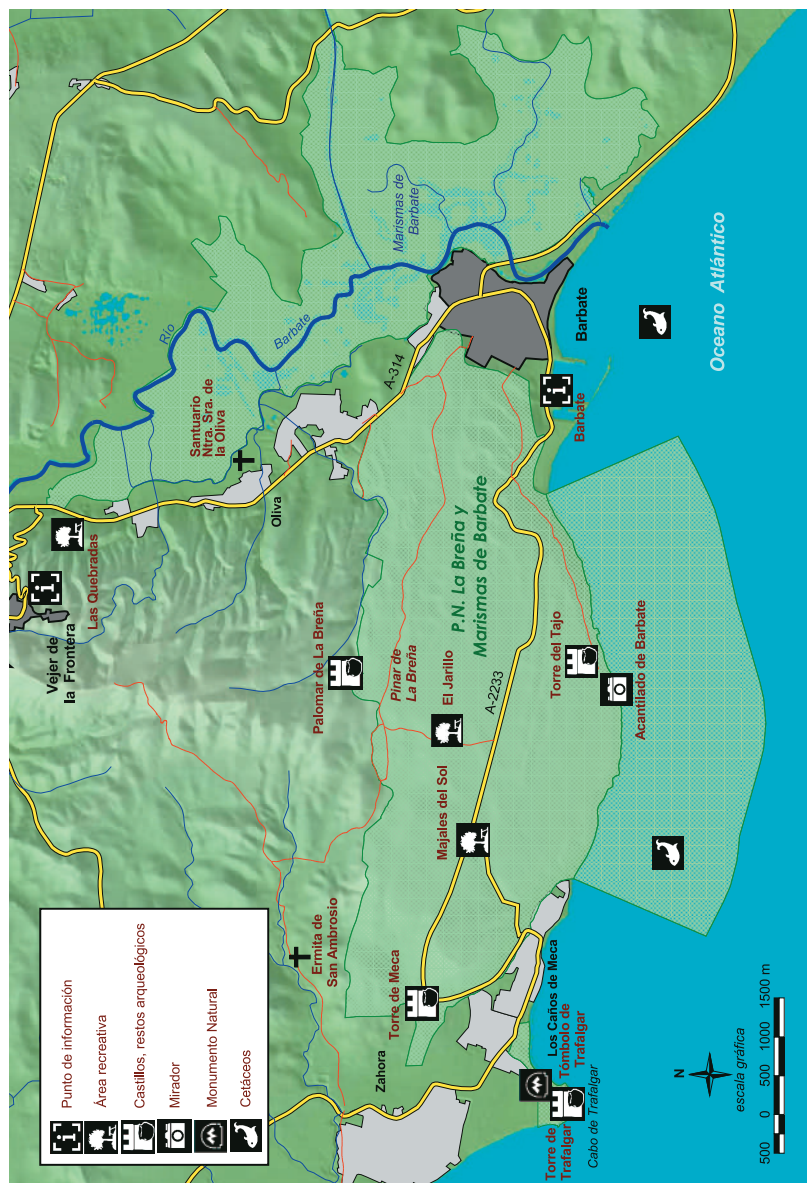 Punto de información
Área recreativa
Castillos, restos arqueológicos
Mirador
Monumento Natural
Cetáceos
Vejer de
la Frontera
Las Quebradas
Santuario
Ntra. Sra. de
la Oliva
Oliva
Río
Barbate
Marismas de
Barbate
A-314
Ermita de
San Ambrosio
Palomar de La Breña
Pinar de
La Breña
El Jarillo
P.N. La Breña y
Marismas de Barbate
A-2233
Majales del Sol
Torre de Meca
Zahora
Torre del Tajo
Acantilado de Barbate
Barbate
Barbate
Los Caños de Meca
Tómbolo de
Trafalgar
Torre de
Trafalgar
Cabo de Trafalgar
Oceano Atlántico
N
escala gráfica
500 0 500 1000 1500 m